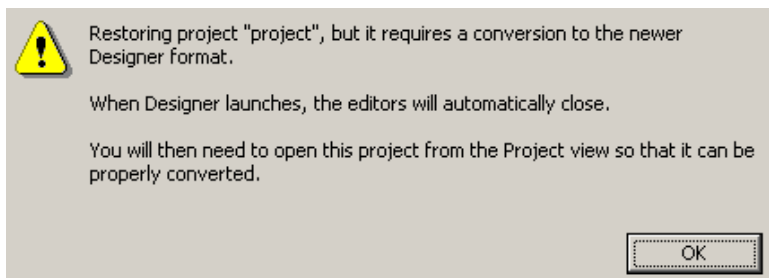 Restoring project "project", but it requires a conversion to the newer
Designer format.
When Designer launches, the editors will automatically close.
You will then need to open this project from the Project view so that it can be
properly converted.
OK